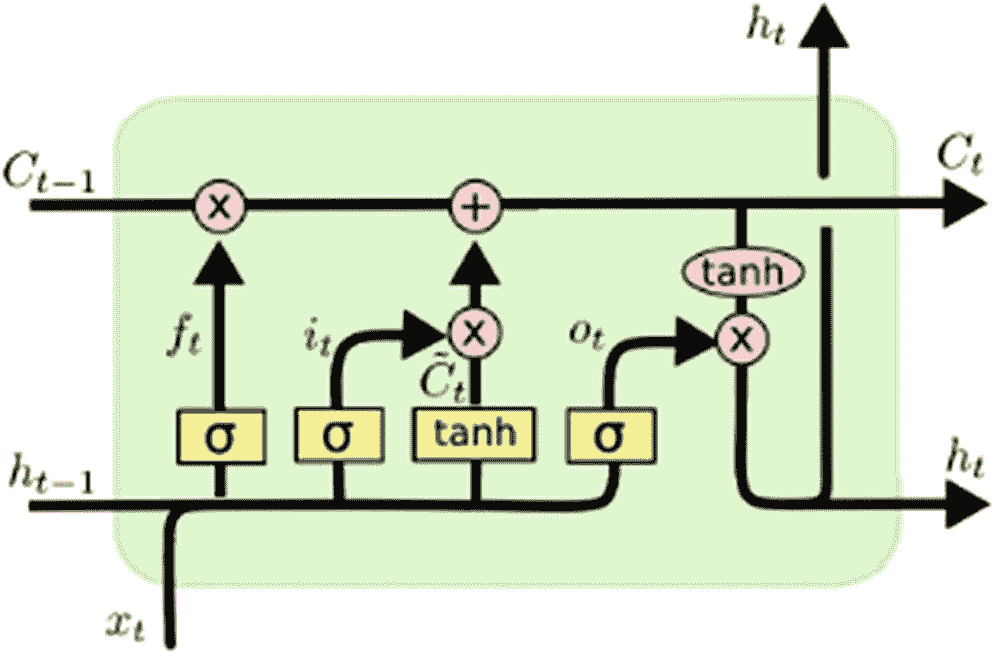 h_t
C_{t-1} × + C_t
tanh
f_t i_t × o_t ×
C̃_t
σ σ tanh σ
h_{t-1} h_t
x_t